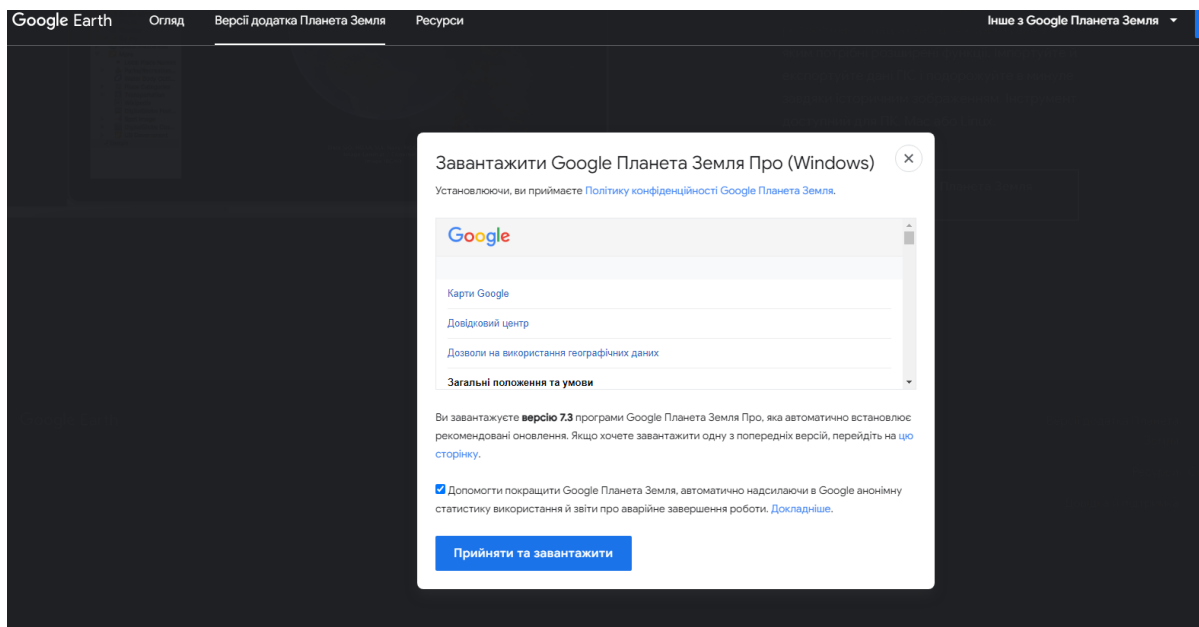 Google Earth Огляд Версії додатка Планета Земля Ресурси Інше з Google Планета Земля
Завантажити Google Планета Земля Про (Windows)
Установлюючи, ви приймаєте Політику конфіденційності Google Планета Земля.
Google
Карти Google
Довідковий центр
Дозволи на використання географічних даних
Загальні положення та умови
Ви завантажуєте версію 7.3 програми Google Планета Земля Про, яка автоматично встановлює
рекомендовані оновлення. Якщо хочете завантажити одну з попередніх версій, перейдіть на цю
сторінку.
Допомогти покращити Google Планета Земля, автоматично надсилаючи в Google анонімну
статистику використання й звіти про аварійне завершення роботи. Докладніше.
Прийняти та завантажити